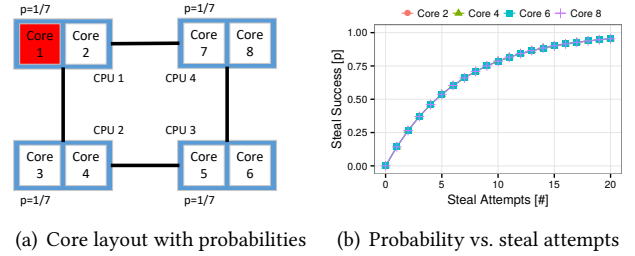 p=1/7
p=1/7
Core
1
Core
2
Core
7
Core
8
CPU 1
CPU 4
CPU 2
CPU 3
Core
3
Core
4
Core
5
Core
6
p=1/7
p=1/7
(a) Core layout with probabilities
Core 2 Core 4 Core 6 Core 8
Steal Success [p]
1.00
0.75
0.50
0.25
0.00
0 5 10 15 20
Steal Attempts [#]
(b) Probability vs. steal attempts